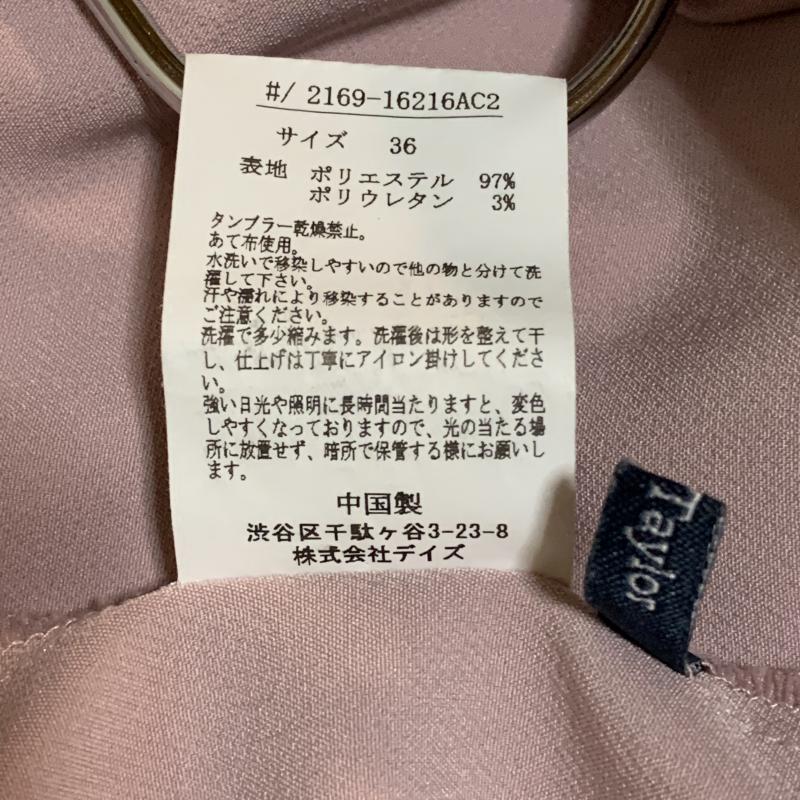 #/ 2169-16216AC2
サイズ 36
表地 ポリエステル 97%
ポリウレタン 3%
タンブラー乾燥禁止。
あて布使用。
水洗いで移染しやすいので他の物と分けて洗
濯して下さい。
汗や濡れにより移染することがありますので
ご注意ください。
洗濯で多少縮みます。洗濯後は形を整えて干
し、仕上げは丁寧にアイロン掛けしてくださ
い。
強い日光や照明に長時間当たりますと、変色
しやすくなっておりますので、光の当たる場
所に放置せず、暗所で保管する様にお願いし
ます。
中国製
渋谷区千駄ヶ谷3-23-8
株式会社デイズ
Taylor